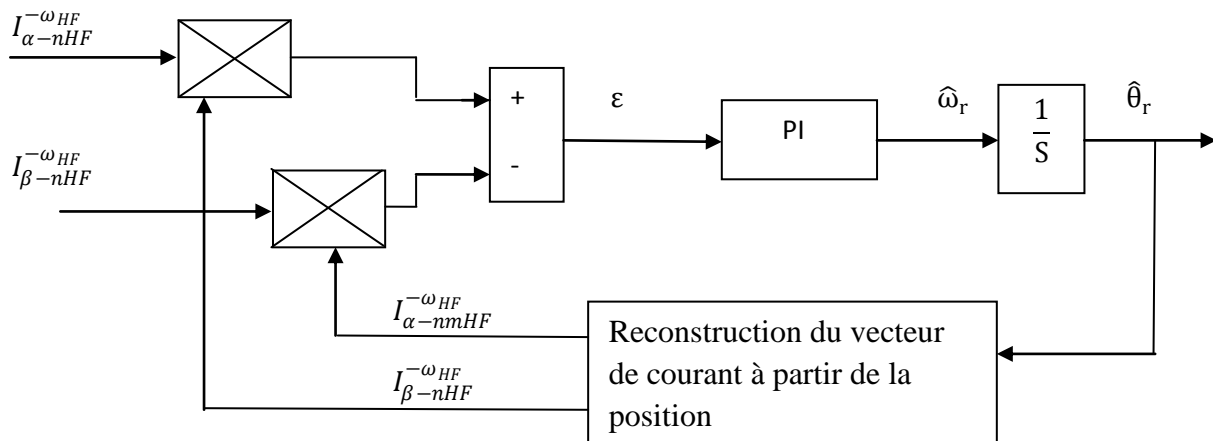 I_{α-nHF}^{-ω_{HF}}
+
ε
PI
ω̂_r
1/S
θ̂_r
I_{β-nHF}^{-ω_{HF}}
-
I_{α-nmHF}^{-ω_{HF}}
I_{β-nHF}^{-ω_{HF}}
Reconstruction du vecteur
de courant à partir de la
position